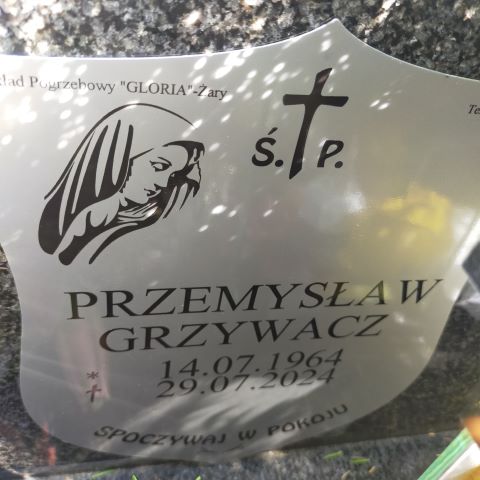 Pogrzebowy "GLORIA"-Żary
Ś. P.
PRZEMYSŁAW
GRZYWACZ
* 14.07.1964
† 29.07.2024
SPOCZYWAJ W POKOJU